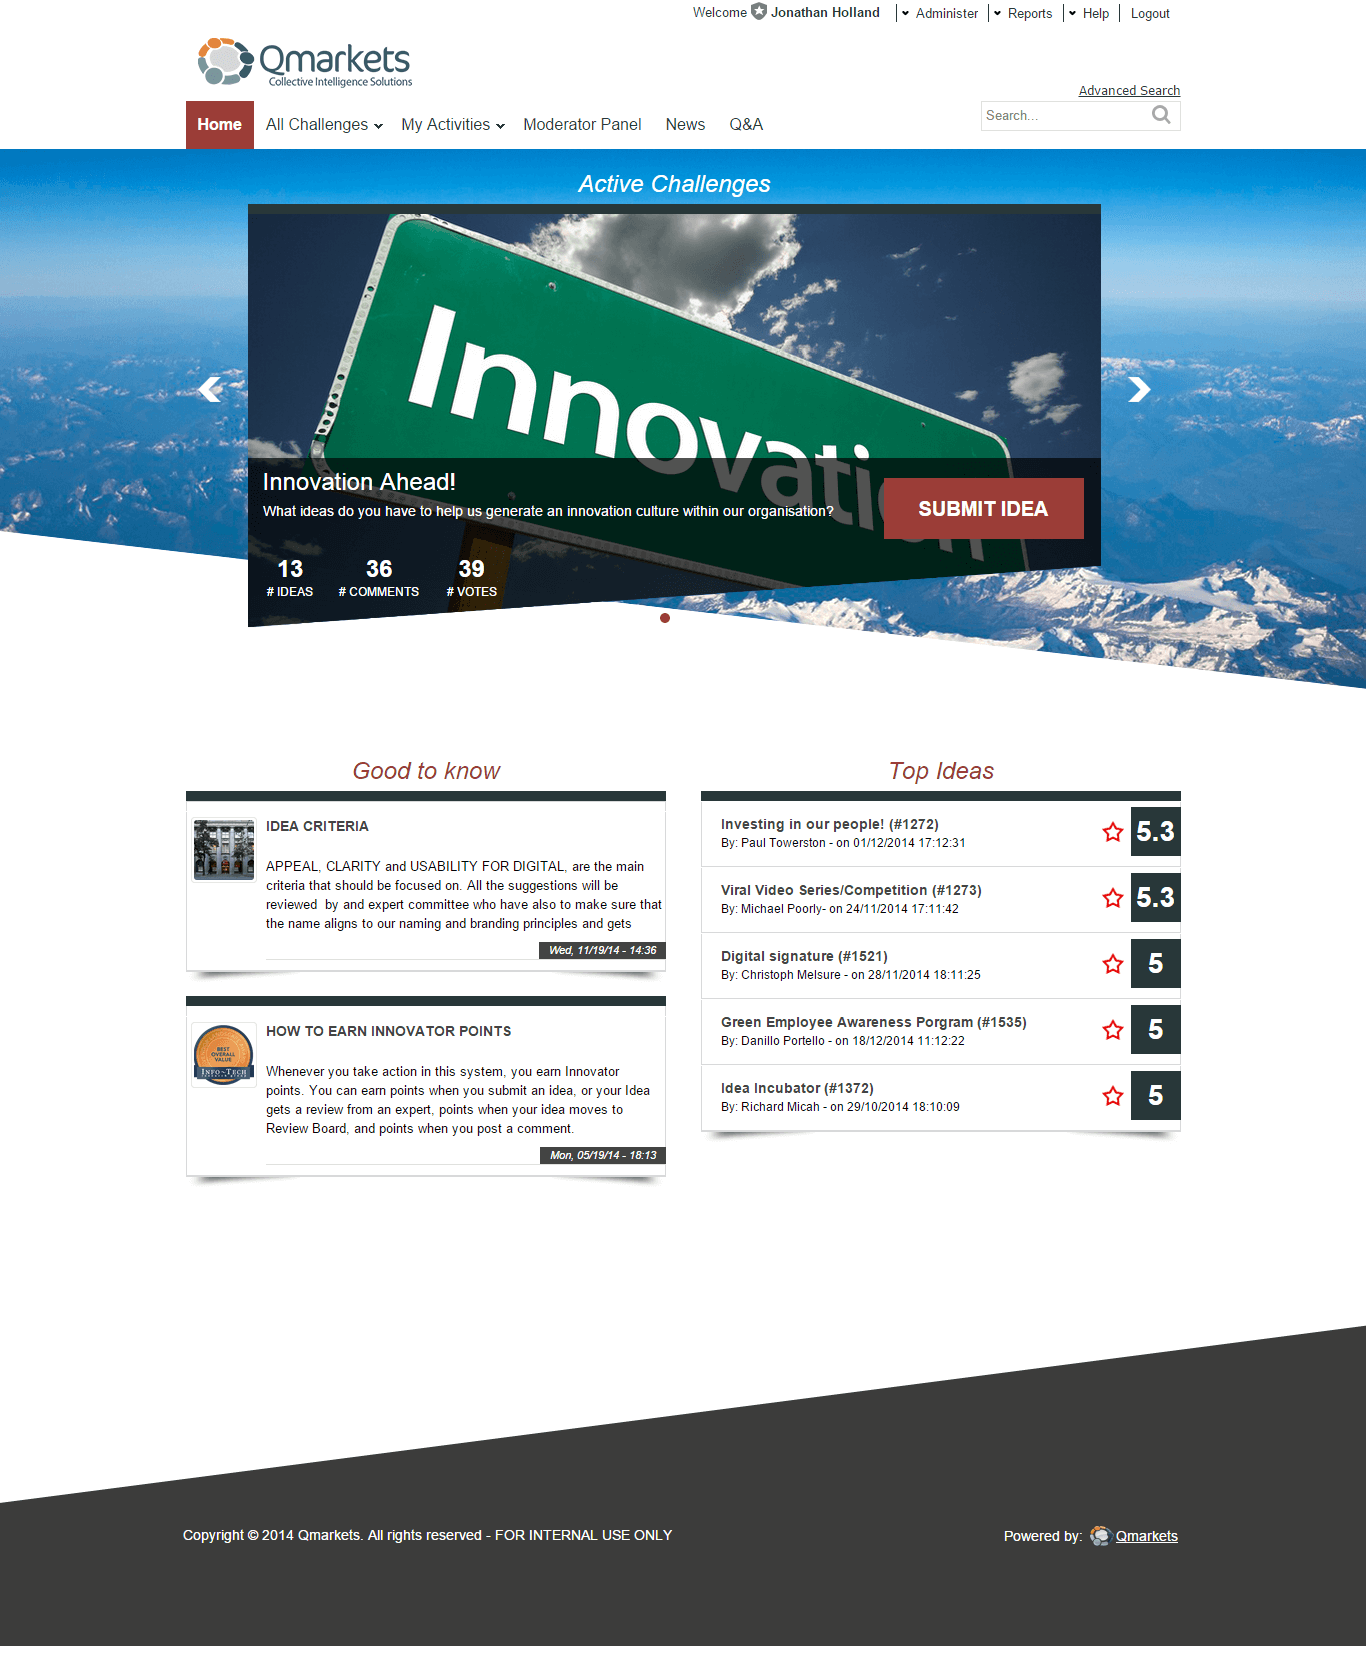 Welcome Jonathan Holland Administer Reports Help Logout
Qmarkets
Collective Intelligence Solutions
Advanced Search
Home All Challenges My Activities Moderator Panel News Q&A
Search...
Active Challenges
Innovation
Innovation Ahead!
What ideas do you have to help us generate an innovation culture within our organisation?
SUBMIT IDEA
13 36 39
# IDEAS # COMMENTS # VOTES
Good to know
IDEA CRITERIA
APPEAL, CLARITY and USABILITY FOR DIGITAL, are the main
criteria that should be focused on. All the suggestions will be
reviewed  by and expert committee who have also to make sure that
the name aligns to our naming and branding principles and gets
Wed, 11/19/14 - 14:36
BEST
OVERALL
VALUE
INFO~TECH
HOW TO EARN INNOVATOR POINTS
Whenever you take action in this system, you earn Innovator
points. You can earn points when you submit an idea, or your Idea
gets a review from an expert, points when your idea moves to
Review Board, and points when you post a comment.
Mon, 05/19/14 - 18:13
Top Ideas
Investing in our people! (#1272)
By: Paul Towerston - on 01/12/2014 17:12:31
5.3
Viral Video Series/Competition (#1273)
By: Michael Poorly- on 24/11/2014 17:11:42
5.3
Digital signature (#1521)
By: Christoph Melsure - on 28/11/2014 18:11:25
5
Green Employee Awareness Porgram (#1535)
By: Danillo Portello - on 18/12/2014 11:12:22
5
Idea Incubator (#1372)
By: Richard Micah - on 29/10/2014 18:10:09
5
Copyright © 2014 Qmarkets. All rights reserved - FOR INTERNAL USE ONLY
Powered by: Qmarkets